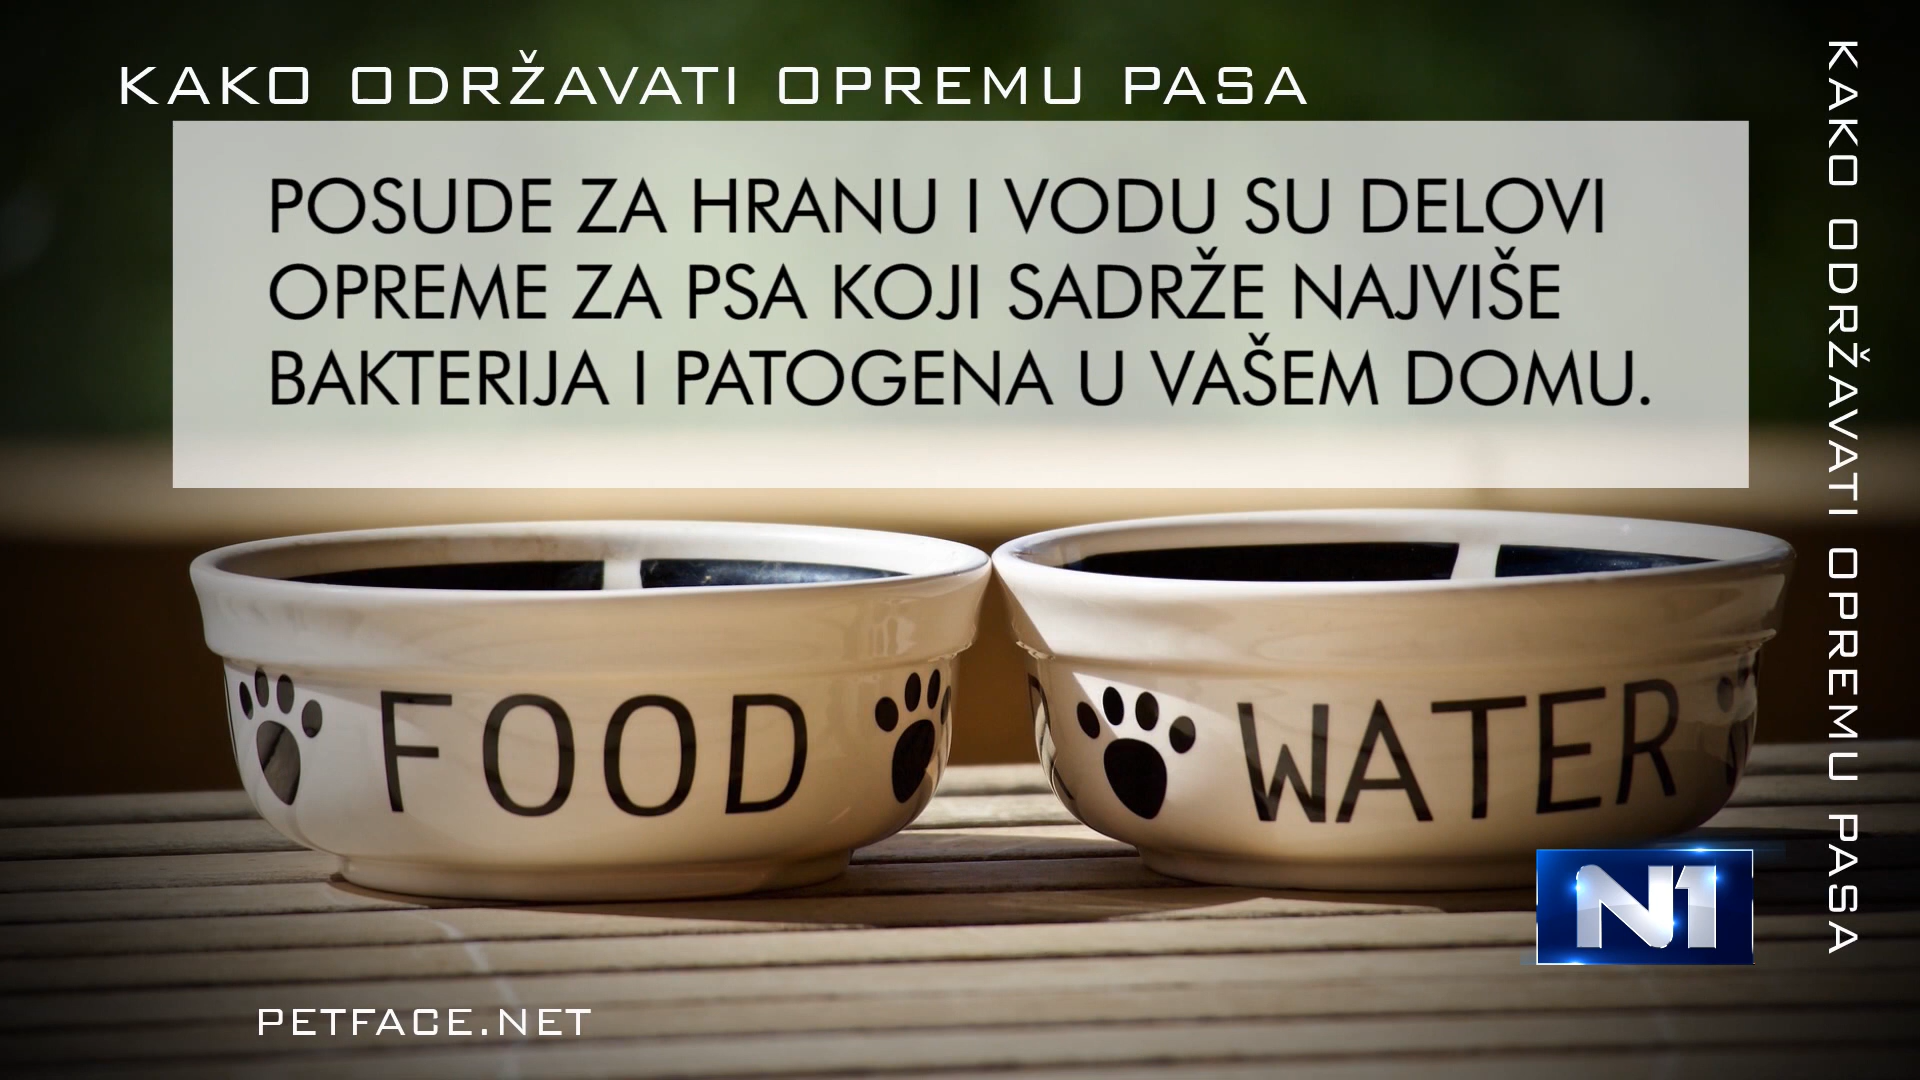 KAKO ODRŽAVATI OPREMU PASA
POSUDE ZA HRANU I VODU SU DELOVI
OPREME ZA PSA KOJI SADRŽE NAJVIŠE
BAKTERIJA I PATOGENA U VAŠEM DOMU.
FOOD
WATER
N1
PETFACE.NET
KAKO ODRŽAVATI OPREMU PASA